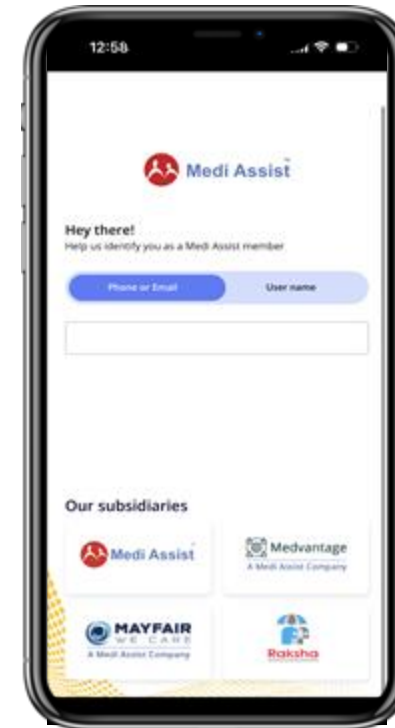 12:58
Medi Assist
Hey there!
Help us identify you as a Medi Assist member
Phone or Email
User name
Our subsidiaries
Medi Assist
Medvantage
A Medi Assist Company
MAYFAIR
WE CARE
A Medi Assist Company
Raksha